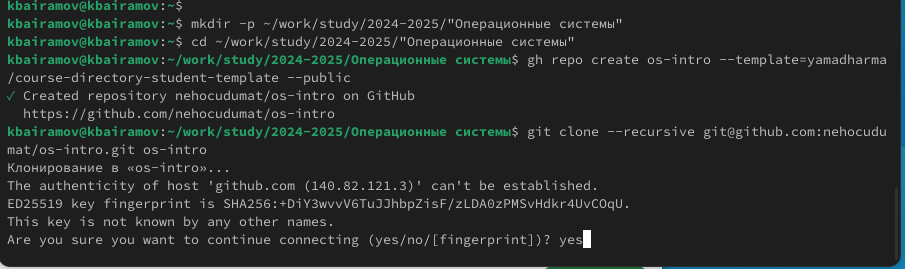 kbairamov@kbairamov:~$
kbairamov@kbairamov:~$ mkdir -p ~/work/study/2024-2025/"Операционные системы"
kbairamov@kbairamov:~$ cd ~/work/study/2024-2025/"Операционные системы"
kbairamov@kbairamov:~/work/study/2024-2025/Операционные системы$ gh repo create os-intro --template=yamadharma
/course-directory-student-template --public
✓ Created repository nehocudumat/os-intro on GitHub
  https://github.com/nehocudumat/os-intro
kbairamov@kbairamov:~/work/study/2024-2025/Операционные системы$ git clone --recursive git@github.com:nehocudu
mat/os-intro.git os-intro
Клонирование в «os-intro»...
The authenticity of host 'github.com (140.82.121.3)' can't be established.
ED25519 key fingerprint is SHA256:+DiY3wvvV6TuJJhbpZisF/zLDA0zPMSvHdkr4UvCOqU.
This key is not known by any other names.
Are you sure you want to continue connecting (yes/no/[fingerprint])? yes